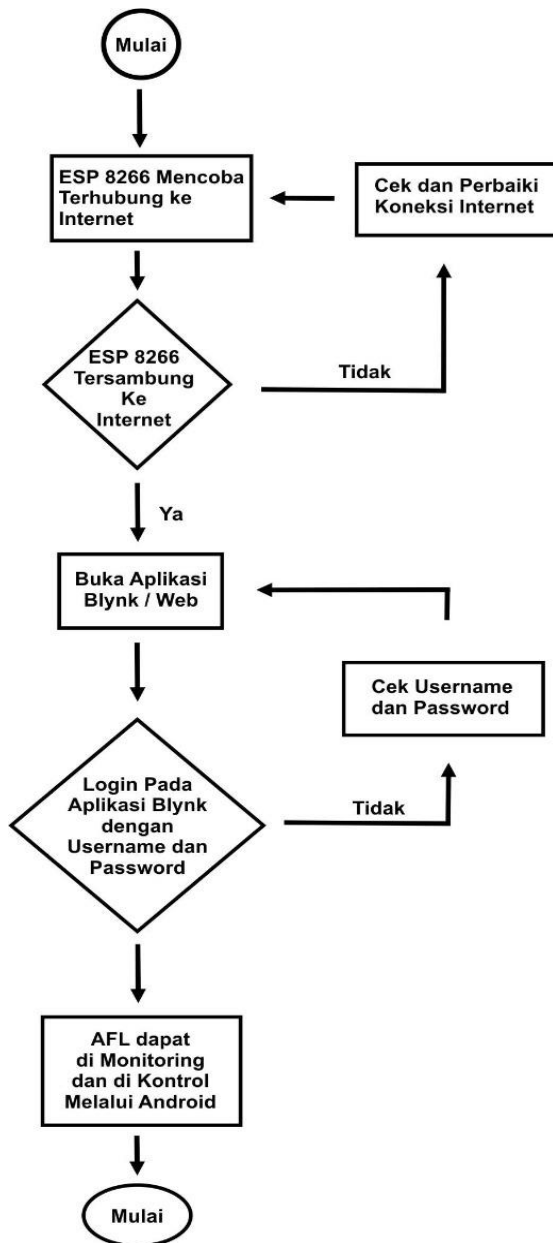 Mulai
ESP 8266 Mencoba
Terhubung ke
Internet
Cek dan Perbaiki
Koneksi Internet
ESP 8266
Tersambung
Ke
Internet
Tidak
Ya
Buka Aplikasi
Blynk / Web
Cek Username
dan Password
Login Pada
Aplikasi Blynk
dengan
Username dan
Password
Tidak
AFL dapat
di Monitoring
dan di Kontrol
Melalui Android
Mulai